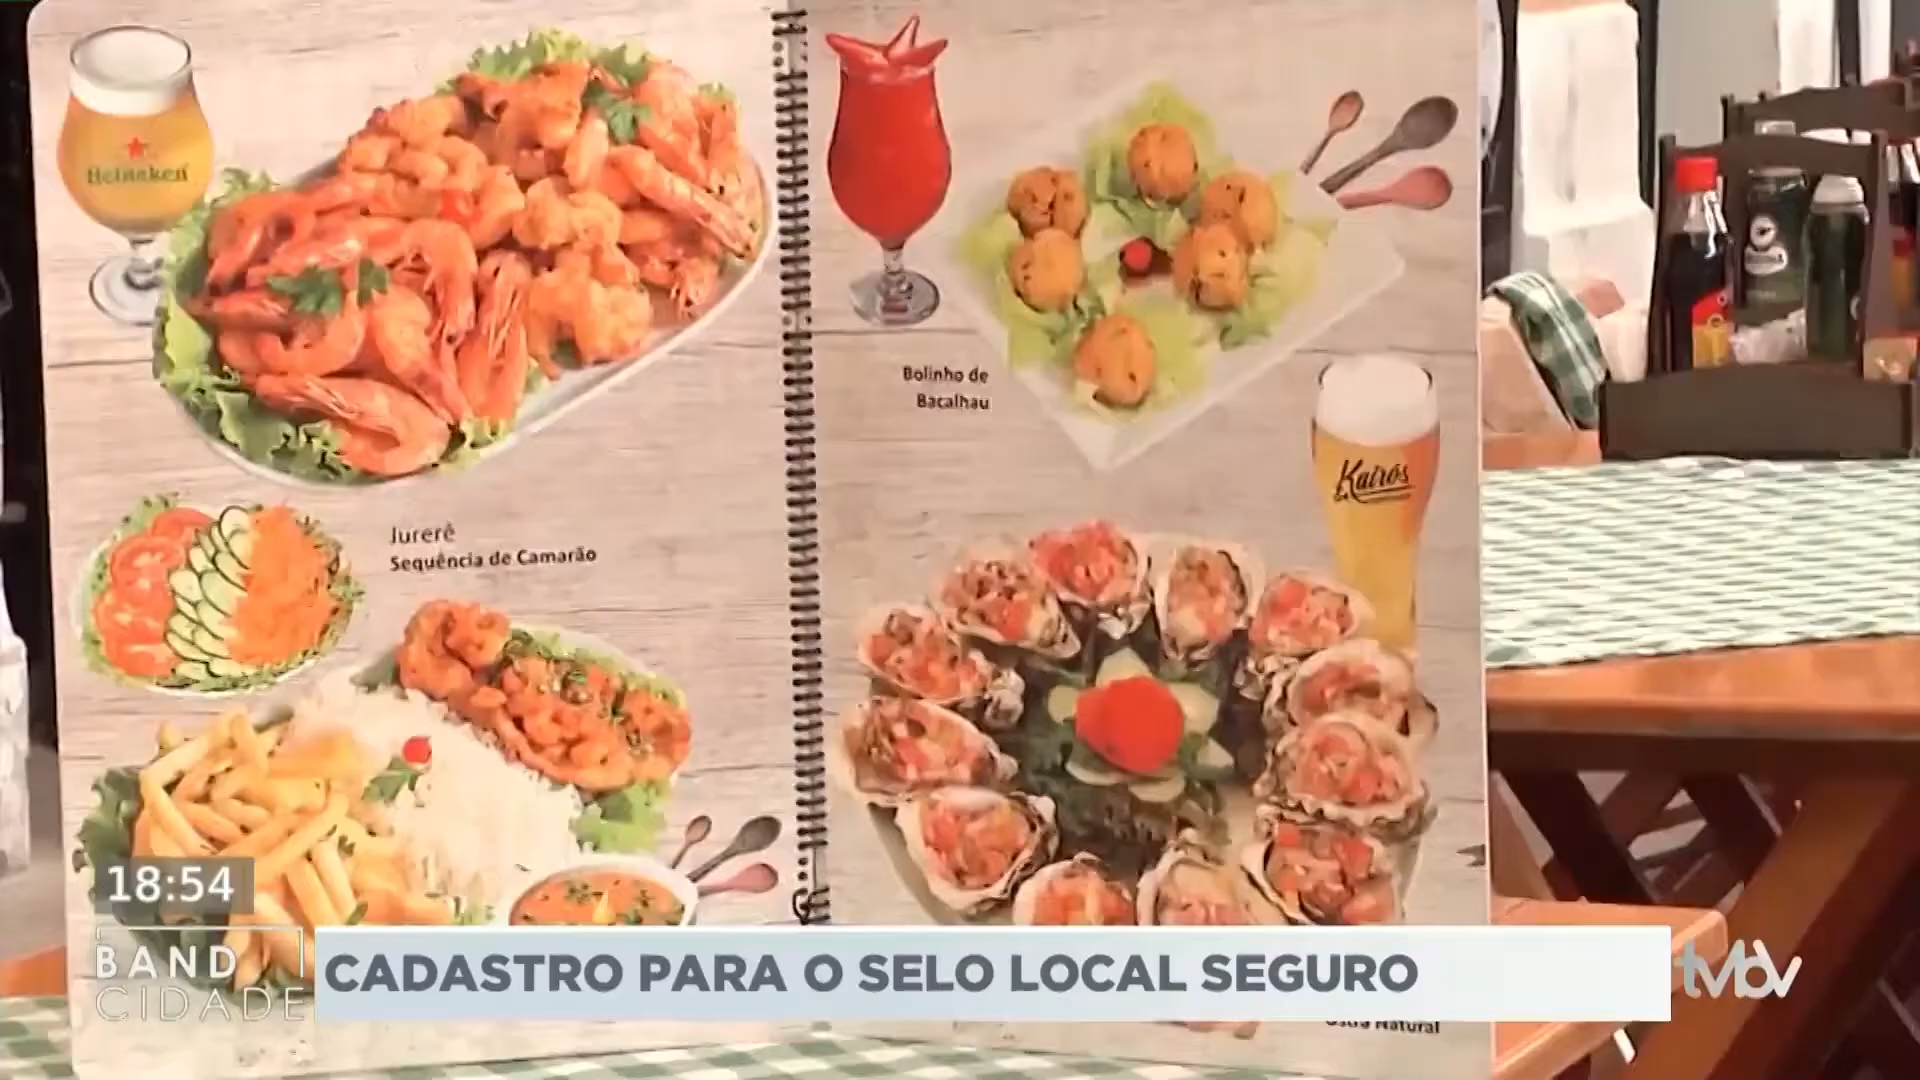 Heineken
Jurerê
Sequência de Camarão
Bolinho de
Bacalhau
Kairós
Natural
18:54
BAND
CIDADE
CADASTRO PARA O SELO LOCAL SEGURO
tvbv